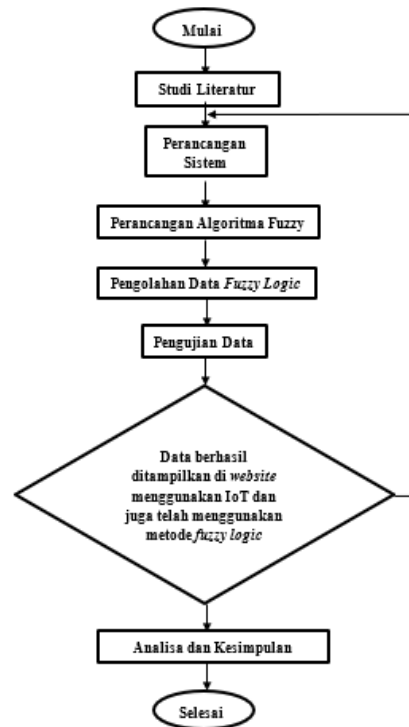 Mulai
Studi Literatur
Perancangan
Sistem
Perancangan Algoritma Fuzzy
Pengolahan Data Fuzzy Logic
Pengujian Data
Data berhasil
ditampilkan di website
menggunakan IoT dan
juga telah menggunakan
metode fuzzy logic
Analisa dan Kesimpulan
Selesai